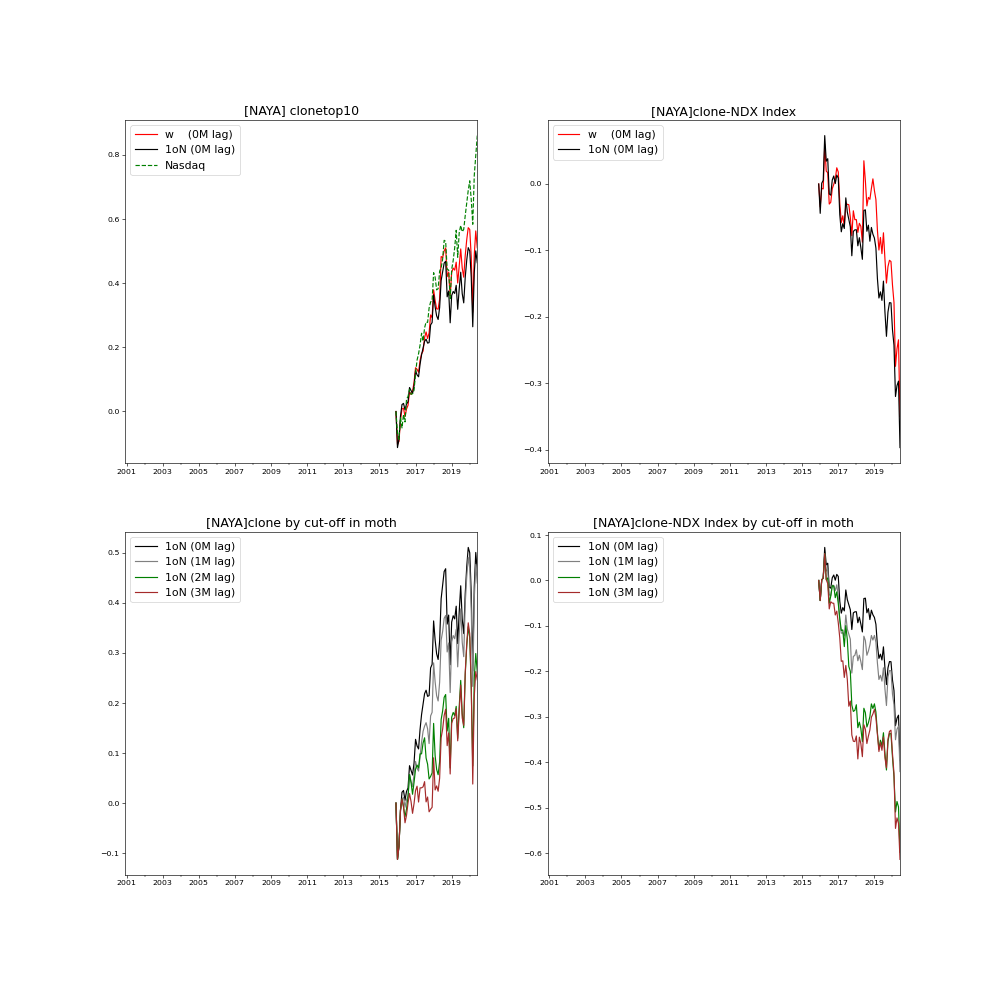 [NAYA] clonetop10
w    (0M lag)
1oN (0M lag)
Nasdaq
0.8
0.6
0.4
0.2
0.0
2001 2003 2005 2007 2009 2011 2013 2015 2017 2019
[NAYA]clone-NDX Index
w    (0M lag)
1oN (0M lag)
0.0
−0.1
−0.2
−0.3
−0.4
2001 2003 2005 2007 2009 2011 2013 2015 2017 2019
[NAYA]clone by cut-off in moth
1oN (0M lag)
1oN (1M lag)
1oN (2M lag)
1oN (3M lag)
0.5
0.4
0.3
0.2
0.1
0.0
−0.1
2001 2003 2005 2007 2009 2011 2013 2015 2017 2019
[NAYA]clone-NDX Index by cut-off in moth
1oN (0M lag)
1oN (1M lag)
1oN (2M lag)
1oN (3M lag)
0.1
0.0
−0.1
−0.2
−0.3
−0.4
−0.5
−0.6
2001 2003 2005 2007 2009 2011 2013 2015 2017 2019